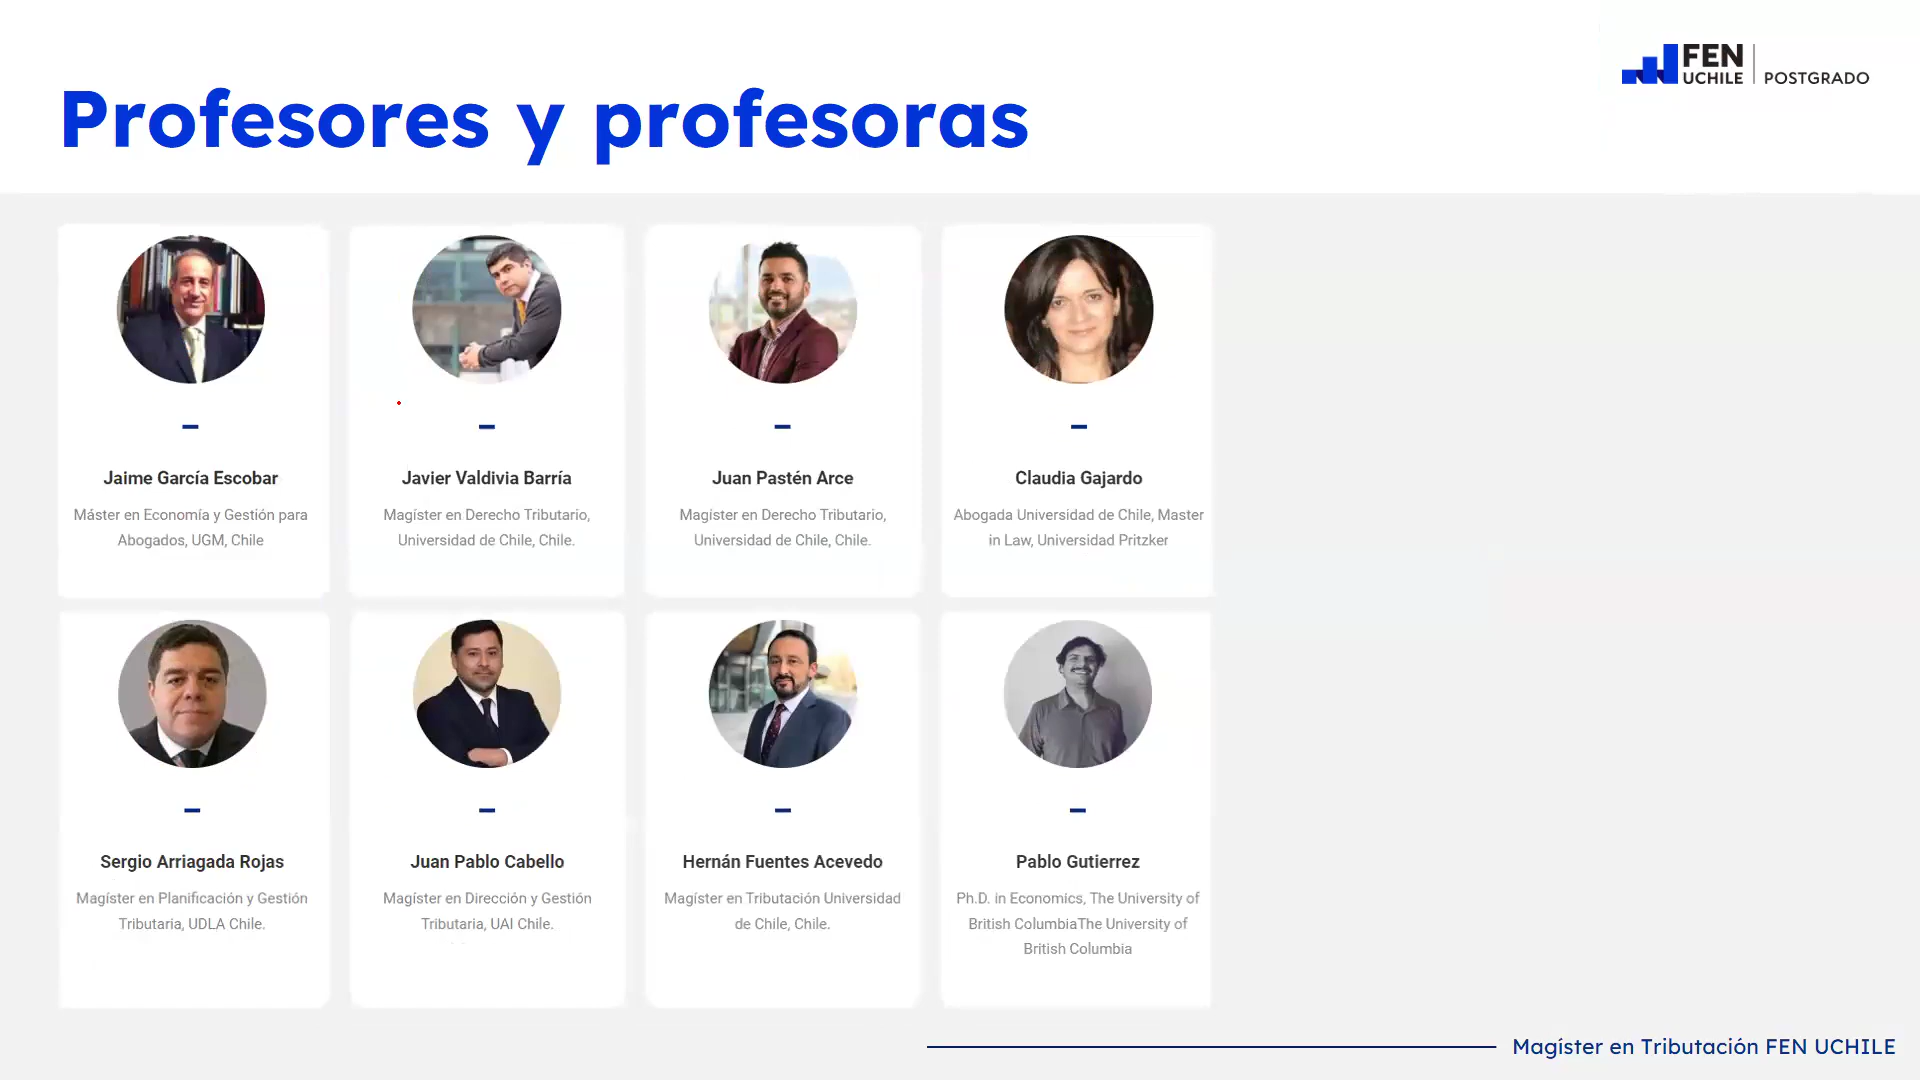 FEN
UCHILE
POSTGRADO
Profesores y profesoras
Jaime García Escobar
Máster en Economía y Gestión para
Abogados, UGM, Chile
Javier Valdivia Barría
Magíster en Derecho Tributario,
Universidad de Chile, Chile.
Juan Pastén Arce
Magíster en Derecho Tributario,
Universidad de Chile, Chile.
Claudia Gajardo
Abogada Universidad de Chile, Master
in Law, Universidad Pritzker
Sergio Arriagada Rojas
Magíster en Planificación y Gestión
Tributaria, UDLA Chile.
Juan Pablo Cabello
Magíster en Dirección y Gestión
Tributaria, UAI Chile.
Hernán Fuentes Acevedo
Magíster en Tributación Universidad
de Chile, Chile.
Pablo Gutierrez
Ph.D. in Economics, The University of
British ColumbiaThe University of
British Columbia
Magíster en Tributación FEN UCHILE